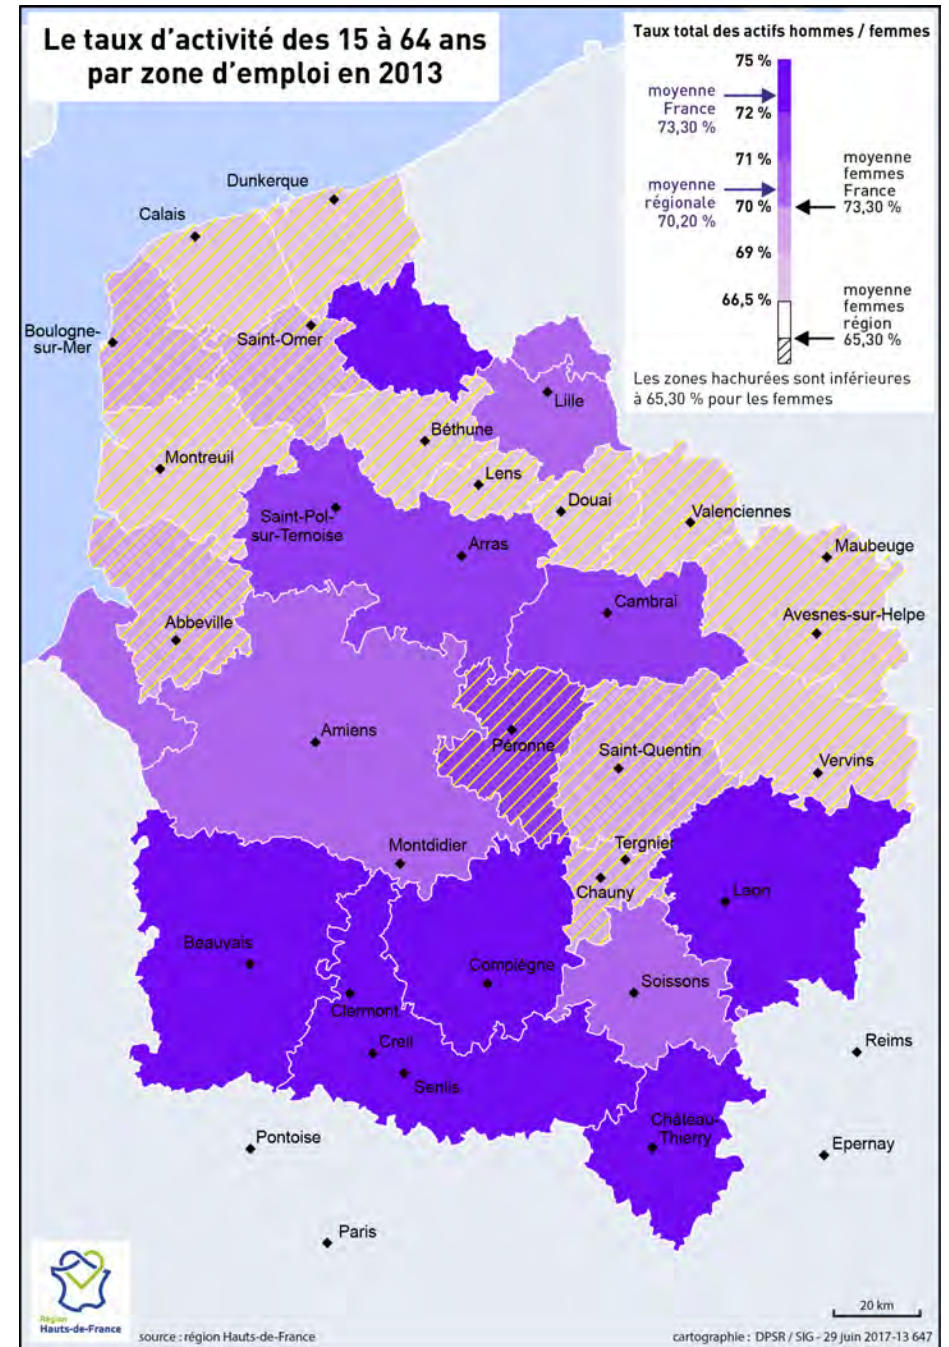 Le taux d'activité des 15 à 64 ans
par zone d'emploi en 2013
Taux total des actifs hommes / femmes
75 %
moyenne
France
73,30 %
72 %
71 %
moyenne
régionale
70,20 %
70 %
moyenne
femmes
France
73,30 %
69 %
66,5 %
moyenne
femmes
région
65,30 %
Les zones hachurées sont inférieures
à 65,30 % pour les femmes
Dunkerque
Calais
Boulogne-
sur-Mer
Saint-Omer
Lille
Béthune
Montreuil
Lens
Douai
Valenciennes
Saint-Pol-
sur-Ternoise
Arras
Maubeuge
Cambrai
Avesnes-sur-Helpe
Abbeville
Amiens
Péronne
Saint-Quentin
Vervins
Montdidier
Tergnier
Chauny
Laon
Beauvais
Compiègne
Soissons
Clermont
Creil
Senlis
Reims
Château-
Thierry
Pontoise
Epernay
Paris
Région
Hauts-de-France
20 km
source : région Hauts-de-France
cartographie : DPSR / SIG - 29 juin 2017-13 647